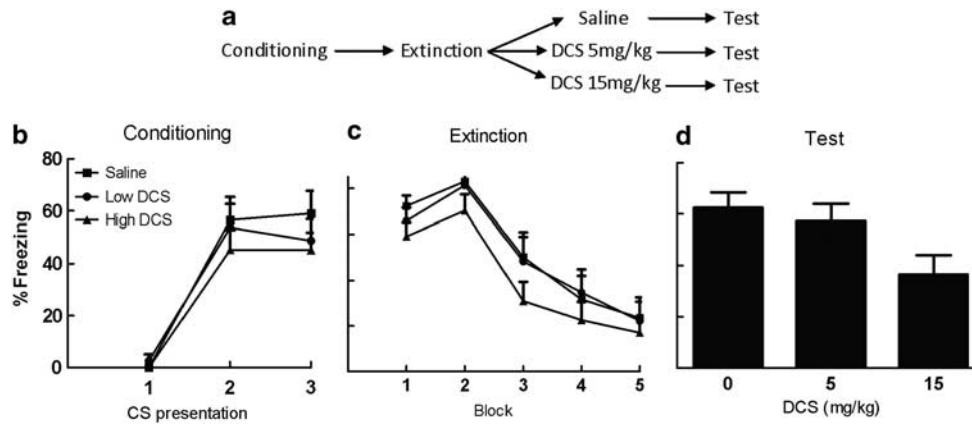 a
Saline Test
Conditioning Extinction DCS 5mg/kg Test
DCS 15mg/kg Test
b Conditioning
c Extinction
d Test
80
60
40
20
0
% Freezing
Saline
Low DCS
High DCS
1 2 3
CS presentation
1 2 3 4 5
Block
0 5 15
DCS (mg/kg)